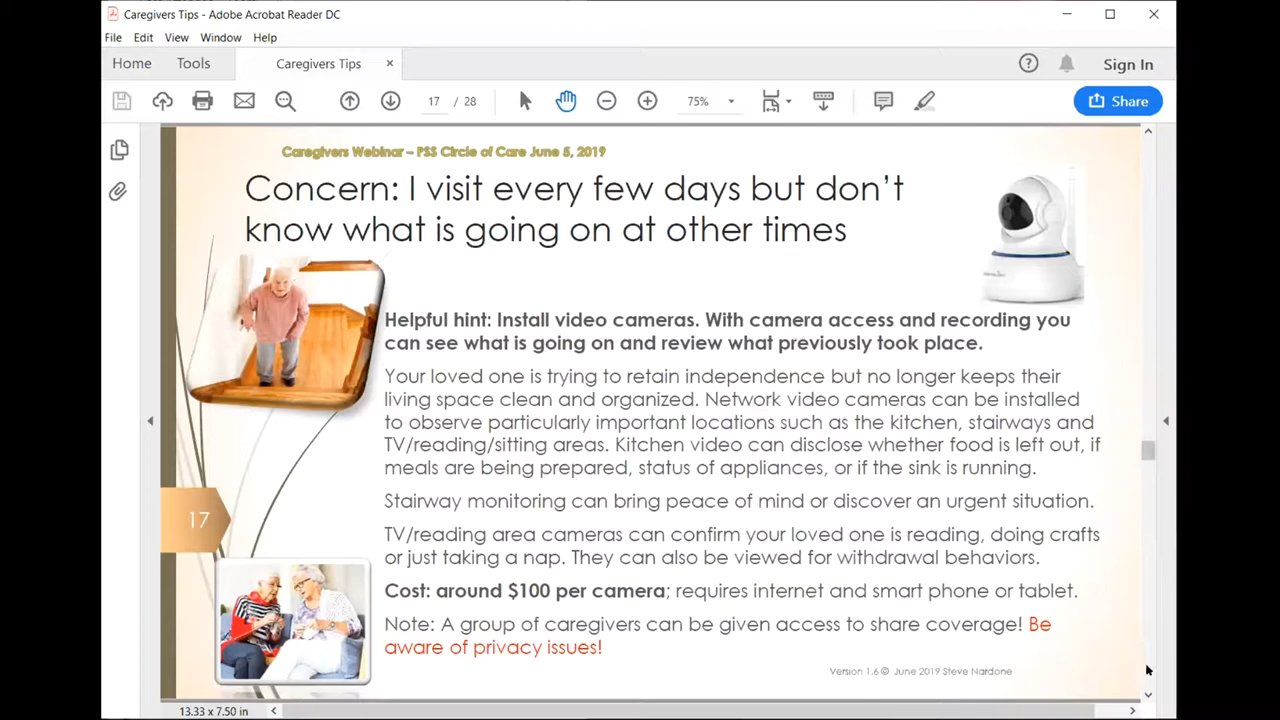 Caregivers Tips - Adobe Acrobat Reader DC
File Edit View Window Help
Home Tools Caregivers Tips × Sign In
17 / 28 75% Share
Caregivers Webinar – PSS Circle of Care June 5, 2019
Concern: I visit every few days but don’t
know what is going on at other times
Helpful hint: Install video cameras. With camera access and recording you
can see what is going on and review what previously took place.
Your loved one is trying to retain independence but no longer keeps their
living space clean and organized. Network video cameras can be installed
to observe particularly important locations such as the kitchen, stairways and
TV/reading/sitting areas. Kitchen video can disclose whether food is left out, if
meals are being prepared, status of appliances, or if the sink is running.
Stairway monitoring can bring peace of mind or discover an urgent situation.
17
TV/reading area cameras can confirm your loved one is reading, doing crafts
or just taking a nap. They can also be viewed for withdrawal behaviors.
Cost: around $100 per camera; requires internet and smart phone or tablet.
Note: A group of caregivers can be given access to share coverage! Be
aware of privacy issues!
Version 1.6 © June 2019 Steve Nardone
13.33 x 7.50 in